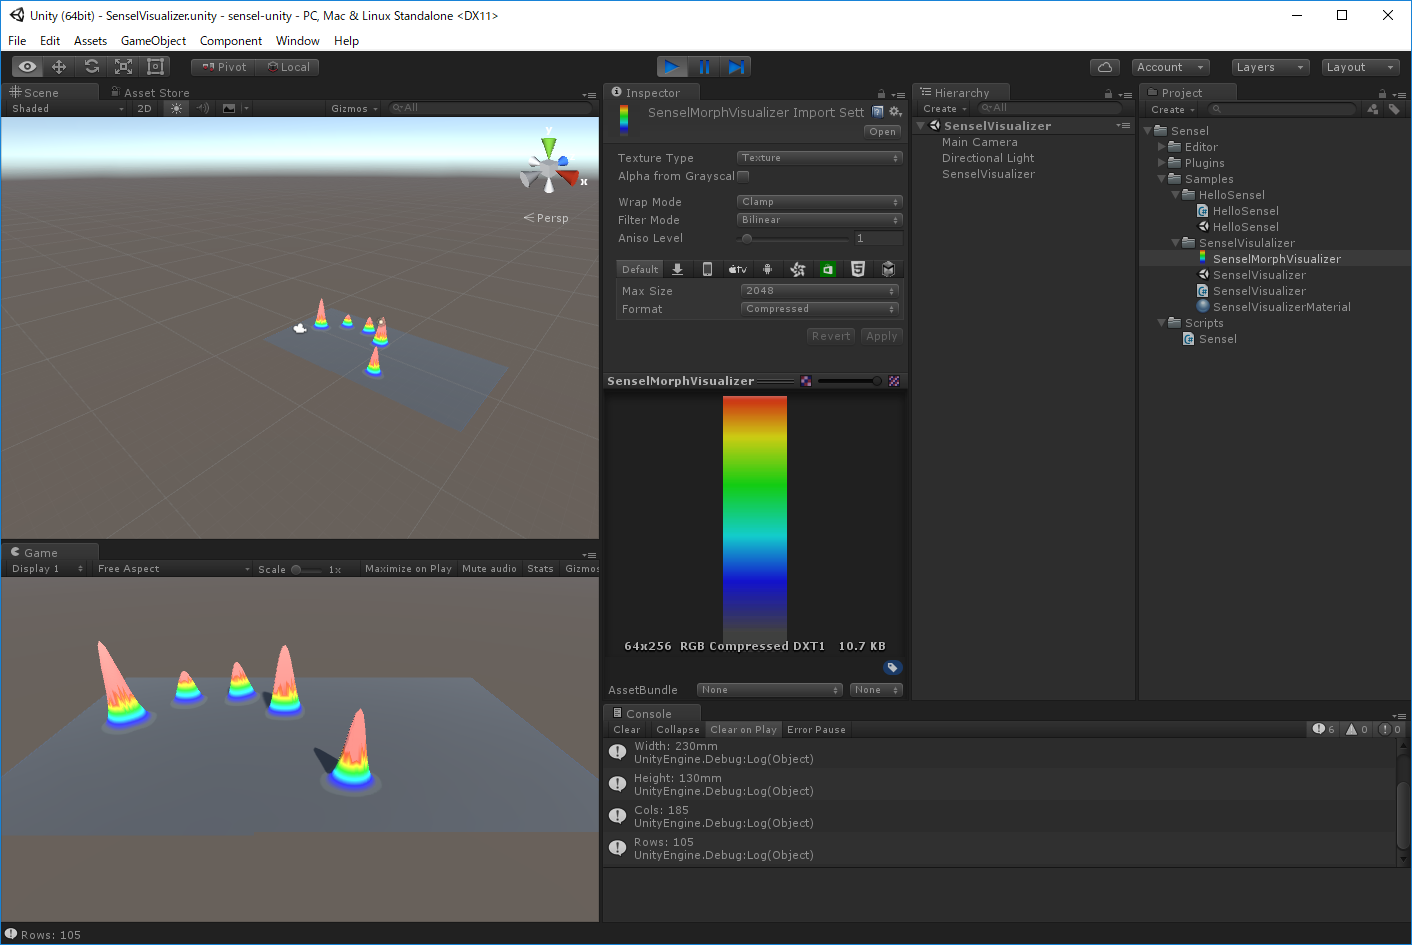 Unity (64bit) - SenselVisualizer.unity - sensel-unity - PC, Mac & Linux Standalone <DX11>
File Edit Assets GameObject Component Window Help
Pivot Local
Account Layers Layout
Scene Asset Store
Shaded 2D Gizmos All
y
x
Persp
Game
Display 1 Free Aspect Scale 1x Maximize on Play Mute audio Stats Gizmos
Inspector
SenselMorphVisualizer Import Sett
Open
Texture Type Texture
Alpha from Grayscal
Wrap Mode Clamp
Filter Mode Bilinear
Aniso Level 1
Default tv
Max Size 2048
Format Compressed
Revert Apply
SenselMorphVisualizer
64x256 RGB Compressed DXT1 10.7 KB
AssetBundle None None
Hierarchy
Create All
SenselVisualizer
Main Camera
Directional Light
SenselVisualizer
Project
Create
Sensel
Editor
Plugins
Samples
HelloSensel
HelloSensel
HelloSensel
SenselVisulalizer
SenselMorphVisualizer
SenselVisualizer
SenselVisualizer
SenselVisualizerMaterial
Scripts
Sensel
Console
Clear Collapse Clear on Play Error Pause 6 0 0
Width: 230mm
UnityEngine.Debug:Log(Object)
Height: 130mm
UnityEngine.Debug:Log(Object)
Cols: 185
UnityEngine.Debug:Log(Object)
Rows: 105
UnityEngine.Debug:Log(Object)
Rows: 105